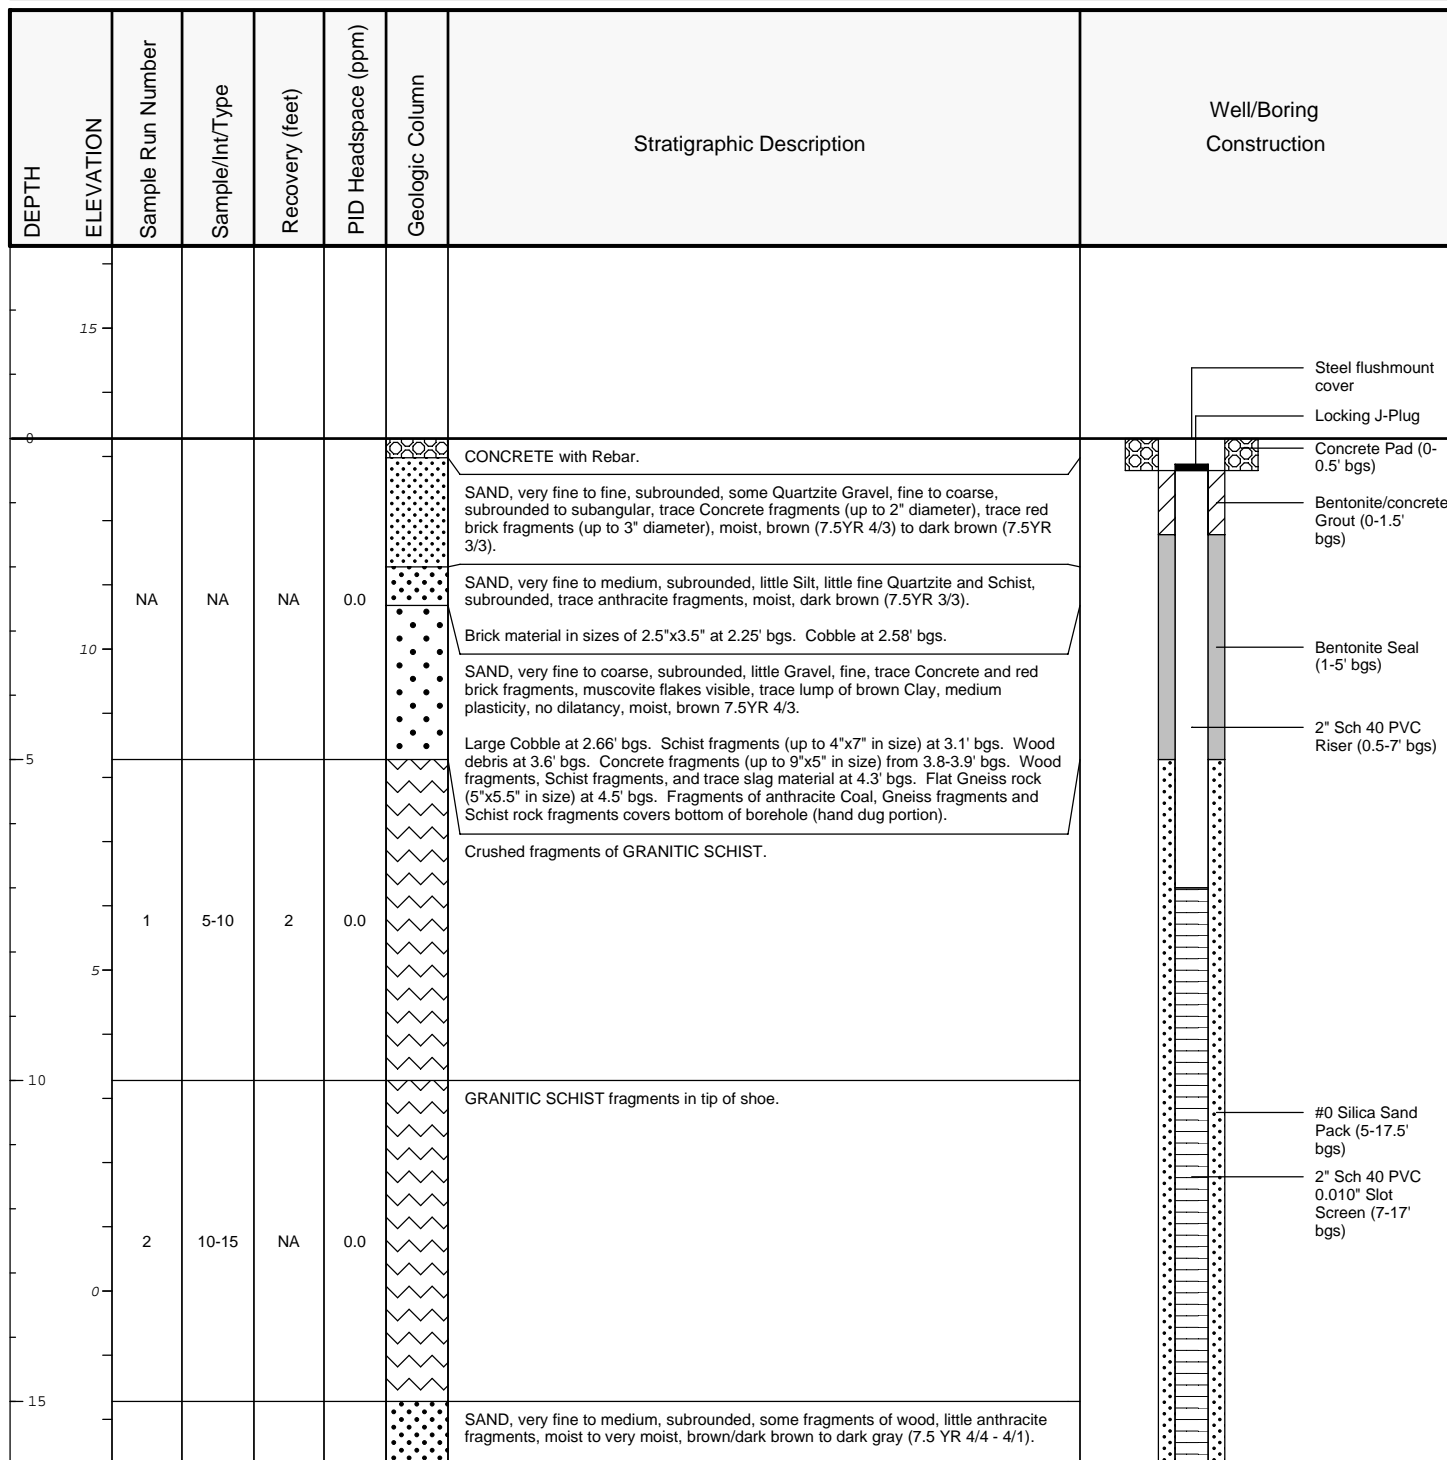 DEPTH
ELEVATION
Sample Run Number
Sample/Int/Type
Recovery (feet)
PID Headspace (ppm)
Geologic Column
Stratigraphic Description
Well/Boring
Construction
15
Steel flushmount
cover
Locking J-Plug
0
CONCRETE with Rebar.
Concrete Pad (0-
0.5' bgs)
SAND, very fine to fine, subrounded, some Quartzite Gravel, fine to coarse,
subrounded to subangular, trace Concrete fragments (up to 2" diameter), trace red
brick fragments (up to 3" diameter), moist, brown (7.5YR 4/3) to dark brown (7.5YR
3/3).
Bentonite/concrete
Grout (0-1.5'
bgs)
NA
NA
NA
0.0
SAND, very fine to medium, subrounded, little Silt, little fine Quartzite and Schist,
subrounded, trace anthracite fragments, moist, dark brown (7.5YR 3/3).
Brick material in sizes of 2.5"x3.5" at 2.25' bgs. Cobble at 2.58' bgs.
10
Bentonite Seal
(1-5' bgs)
SAND, very fine to coarse, subrounded, little Gravel, fine, trace Concrete and red
brick fragments, muscovite flakes visible, trace lump of brown Clay, medium
plasticity, no dilatancy, moist, brown 7.5YR 4/3.
2" Sch 40 PVC
Riser (0.5-7' bgs)
Large Cobble at 2.66' bgs. Schist fragments (up to 4"x7" in size) at 3.1' bgs. Wood
debris at 3.6' bgs. Concrete fragments (up to 9"x5" in size) from 3.8-3.9' bgs. Wood
fragments, Schist fragments, and trace slag material at 4.3' bgs. Flat Gneiss rock
(5"x5.5" in size) at 4.5' bgs. Fragments of anthracite Coal, Gneiss fragments and
Schist rock fragments covers bottom of borehole (hand dug portion).
5
Crushed fragments of GRANITIC SCHIST.
1
5-10
2
0.0
5
10
GRANITIC SCHIST fragments in tip of shoe.
#0 Silica Sand
Pack (5-17.5'
bgs)
2" Sch 40 PVC
0.010" Slot
Screen (7-17'
bgs)
2
10-15
NA
0.0
0
15
SAND, very fine to medium, subrounded, some fragments of wood, little anthracite
fragments, moist to very moist, brown/dark brown to dark gray (7.5 YR 4/4 - 4/1).